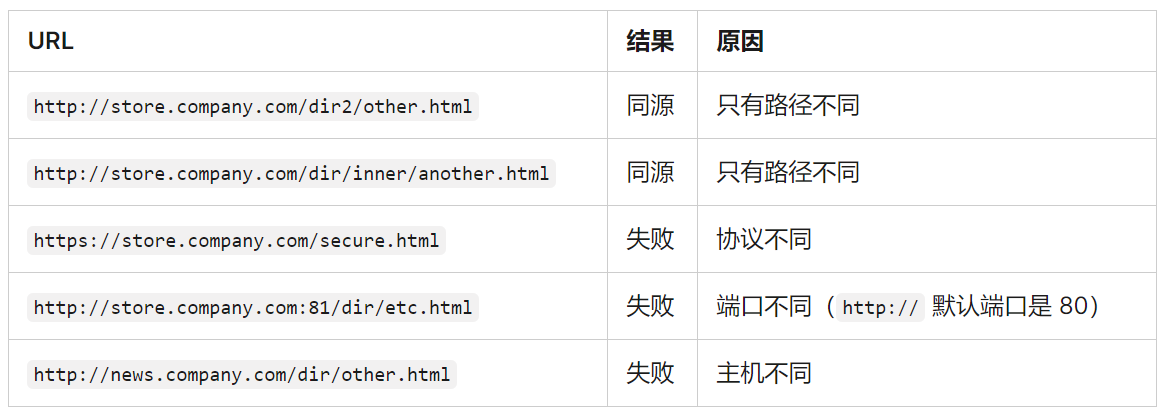 URL 结果 原因
http://store.company.com/dir2/other.html 同源 只有路径不同
http://store.company.com/dir/inner/another.html 同源 只有路径不同
https://store.company.com/secure.html 失败 协议不同
http://store.company.com:81/dir/etc.html 失败 端口不同（http:// 默认端口是 80）
http://news.company.com/dir/other.html 失败 主机不同